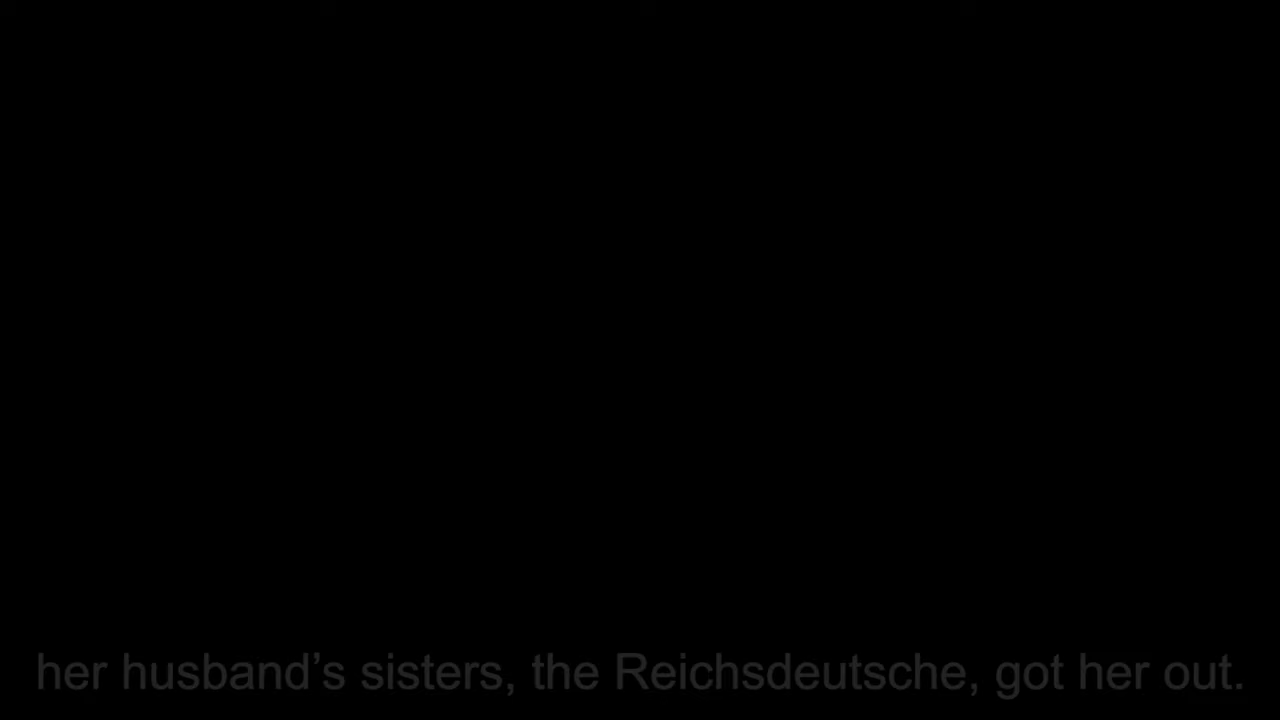 her husband’s sisters, the Reichsdeutsche, got her out.